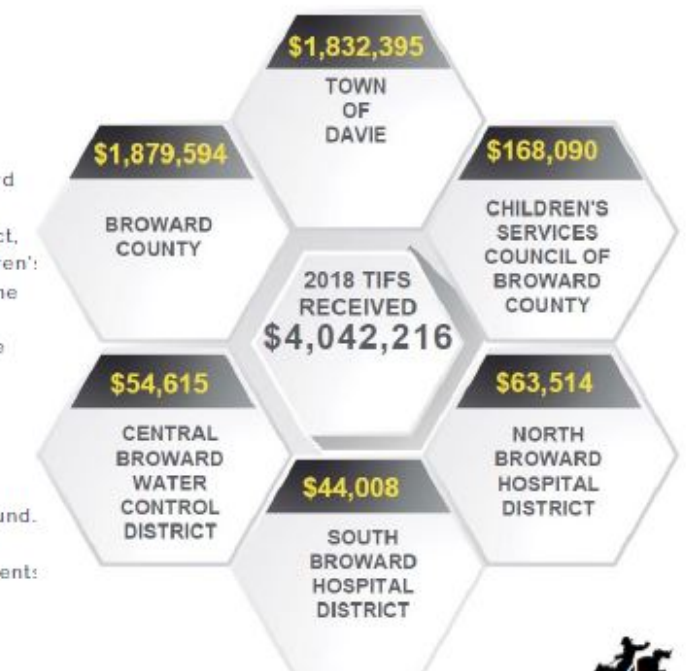 $1,832,395
TOWN
OF
DAVIE
$1,879,594
BROWARD
COUNTY
$168,090
CHILDREN'S
SERVICES
COUNCIL OF
BROWARD
COUNTY
2018 TIFS
RECEIVED
$4,042,216
$54,615
CENTRAL
BROWARD
WATER
CONTROL
DISTRICT
$63,514
NORTH
BROWARD
HOSPITAL
DISTRICT
$44,008
SOUTH
BROWARD
HOSPITAL
DISTRICT